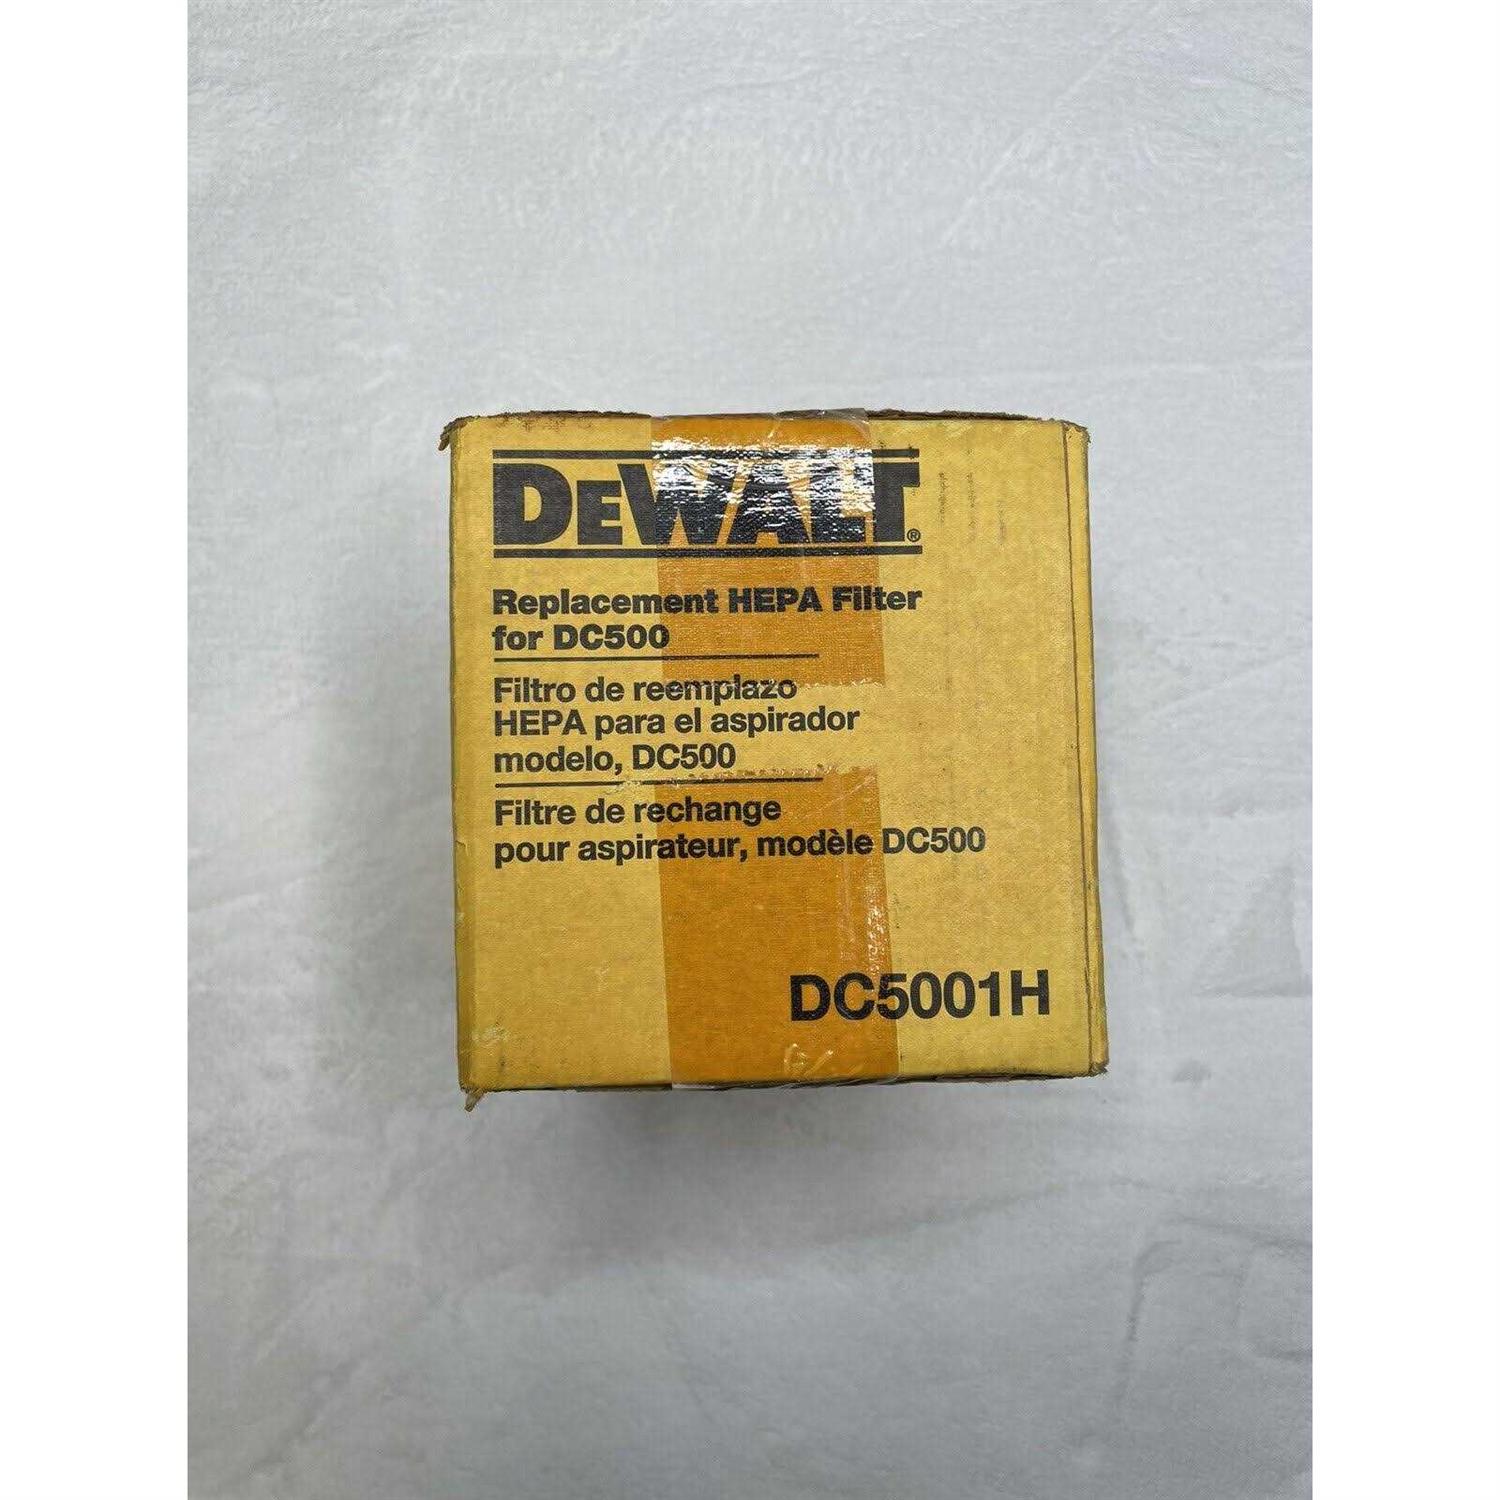 DEWALT®
Replacement HEPA Filter
for DC500
Filtro de reemplazo
HEPA para el aspirador
modelo, DC500
Filtre de rechange
pour aspirateur, modèle DC500
DC5001H